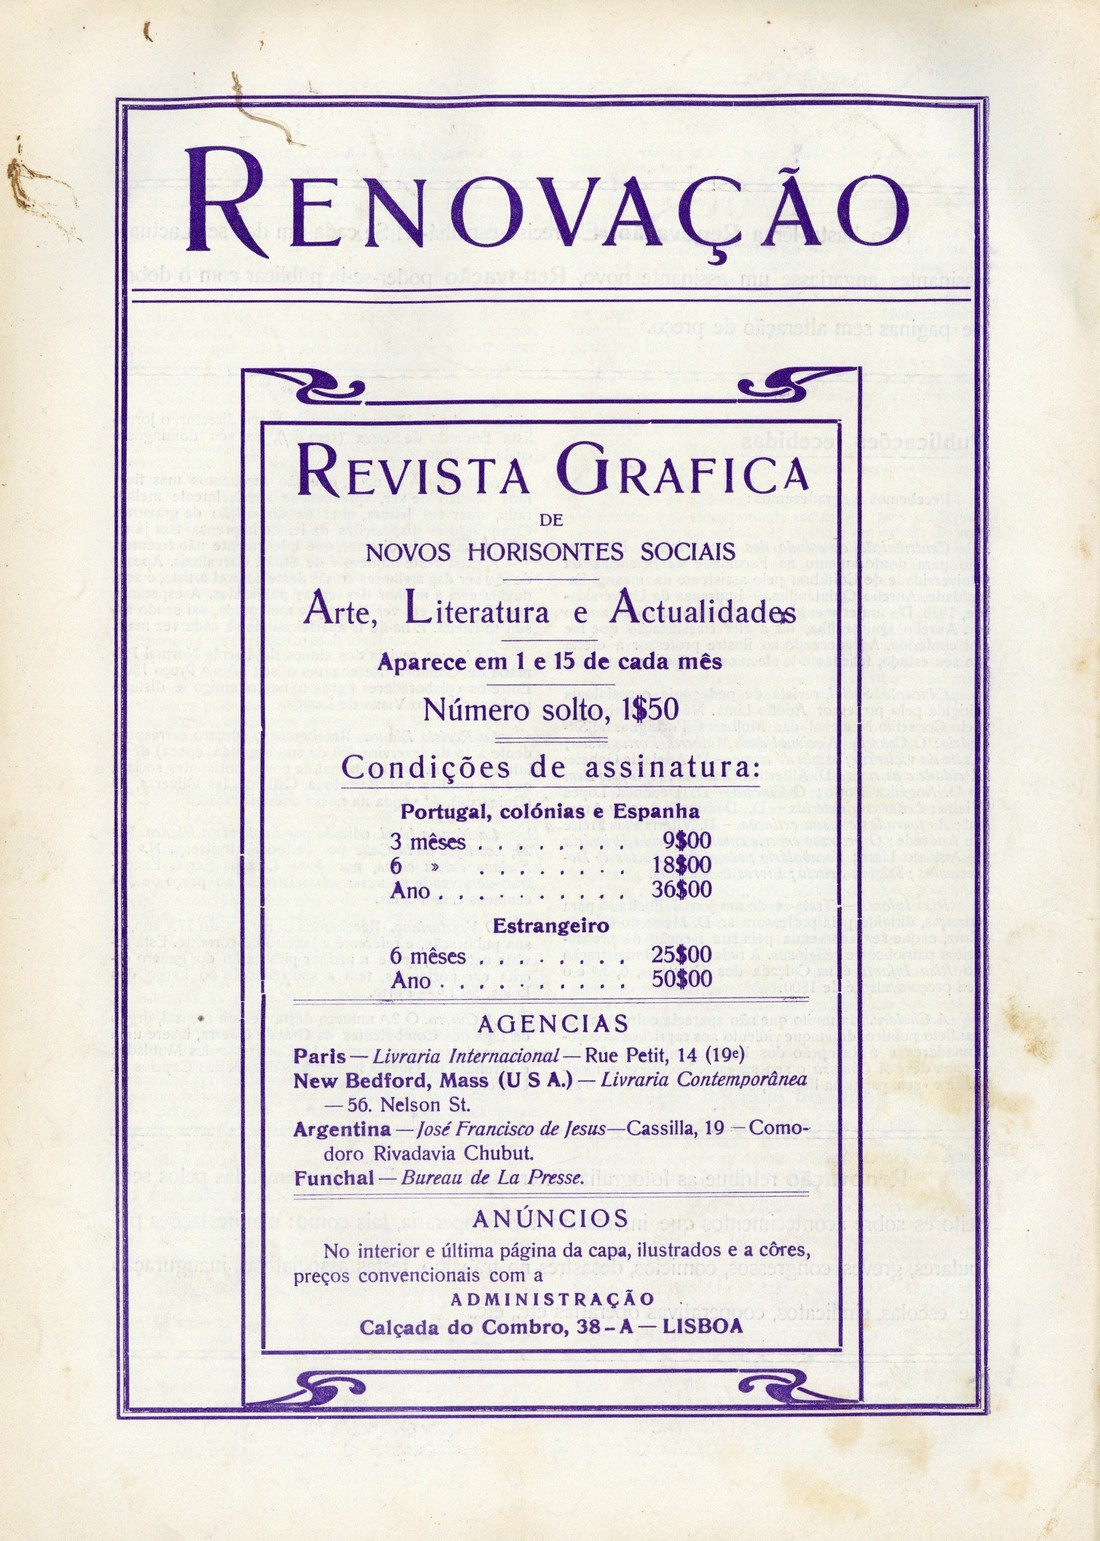 RENOVAÇÃO
REVISTA GRAFICA
DE
NOVOS HORISONTES SOCIAIS
Arte, Literatura e Actualidades
Aparece em 1 e 15 de cada mês
Número solto, 1$50
Condições de assinatura:
Portugal, colónias e Espanha
3 mêses . . . . . . . . 9$00
6 » . . . . . . . . 18$00
Ano . . . . . . . . . . 36$00
Estrangeiro
6 mêses . . . . . . . . 25$00
Ano . . . . . . . . . . 50$00
AGENCIAS
Paris — Livraria Internacional — Rue Petit, 14 (19e)
New Bedford, Mass (U S A.) — Livraria Contemporânea
— 56. Nelson St.
Argentina — José Francisco de Jesus — Cassilla, 19 — Como-
doro Rivadavia Chubut.
Funchal — Bureau de La Presse.
ANÚNCIOS
No interior e última página da capa, ilustrados e a côres,
preços convencionais com a
ADMINISTRAÇÃO
Calçada do Combro, 38-A — LISBOA